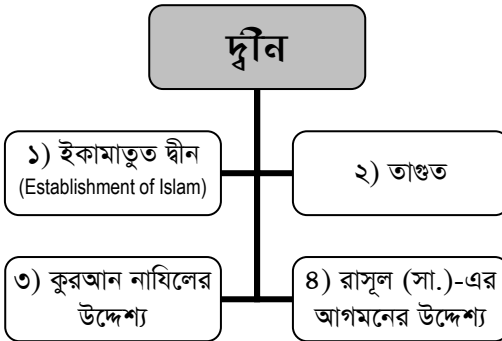 দ্বীন
১) ইকামাতুত দ্বীন
(Establishment of Islam)
২) তাগুত
৩) কুরআন নাযিলের
উদ্দেশ্য
৪) রাসূল (সা.)-এর
আগমনের উদ্দেশ্য